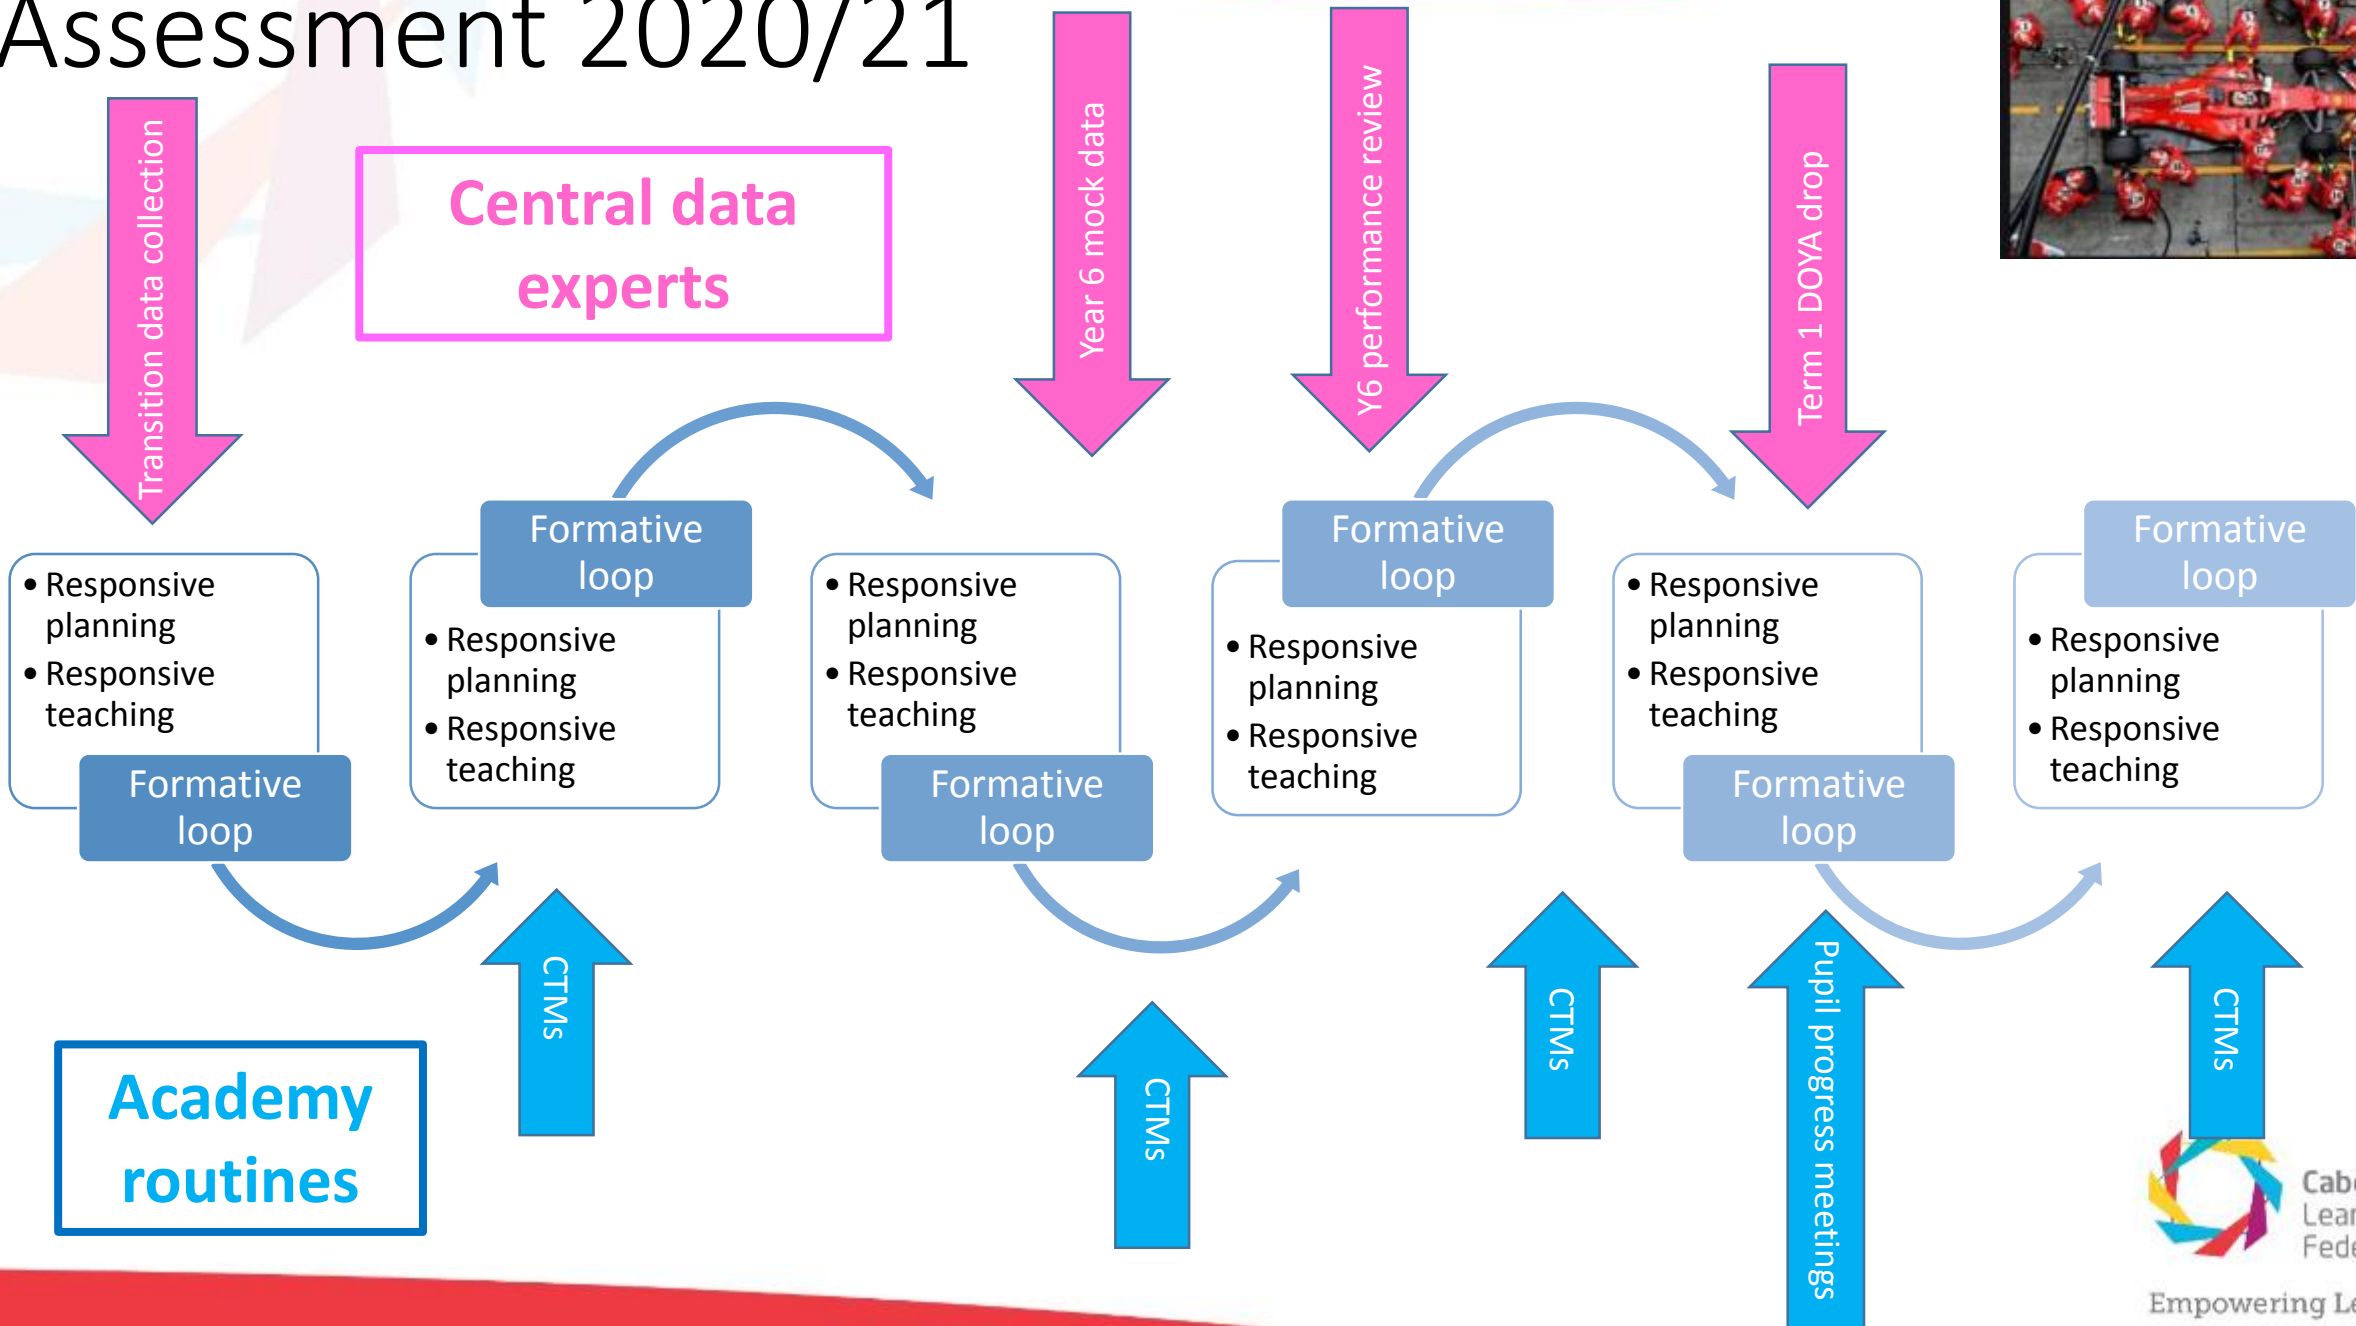 Assessment 2020/21
Transition data collection
Central data
experts
Year 6 mock data
Y6 performance review
Term 1 DOYA drop
• Responsive
planning
• Responsive
teaching
Formative
loop
Formative
loop
• Responsive
planning
• Responsive
teaching
• Responsive
planning
• Responsive
teaching
Formative
loop
Formative
loop
• Responsive
planning
• Responsive
teaching
• Responsive
planning
• Responsive
teaching
Formative
loop
Formative
loop
• Responsive
planning
• Responsive
teaching
Academy
routines
CTMs
CTMs
CTMs
Pupil progress meetings
CTMs
Empowering